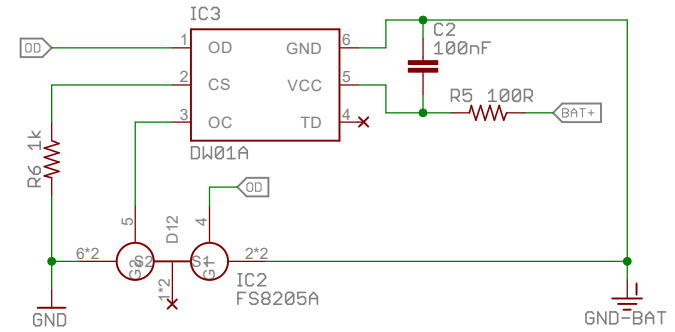 IC3
OD
1
OD
GND
6
C2
100nF
2
CS
VCC
5
R5 100R
BAT+
3
OC
TD
4
DW01A
R6 1k
5
D12
4
OD
6*2
G2
S2
S1
G1
2*2
1*2
IC2
FS8205A
GND
GND-BAT